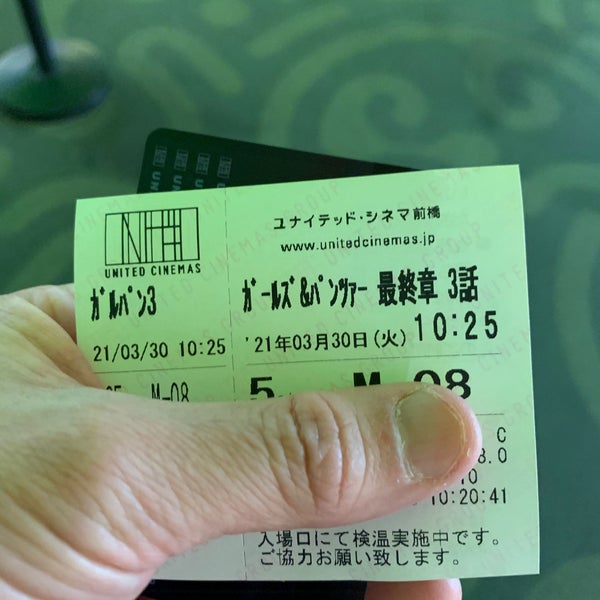 UNITED CINEMAS
ガルパン3
21/03/30 10:25
M-08
ユナイテッド・シネマ前橋
www.unitedcinemas.jp
ガールズ&パンツァー 最終章 3話
'21年03月30日(火) 10:25
5 M-08
C
8.0
10
10:20:41
入場口にて検温実施中です。
ご協力お願い致します。